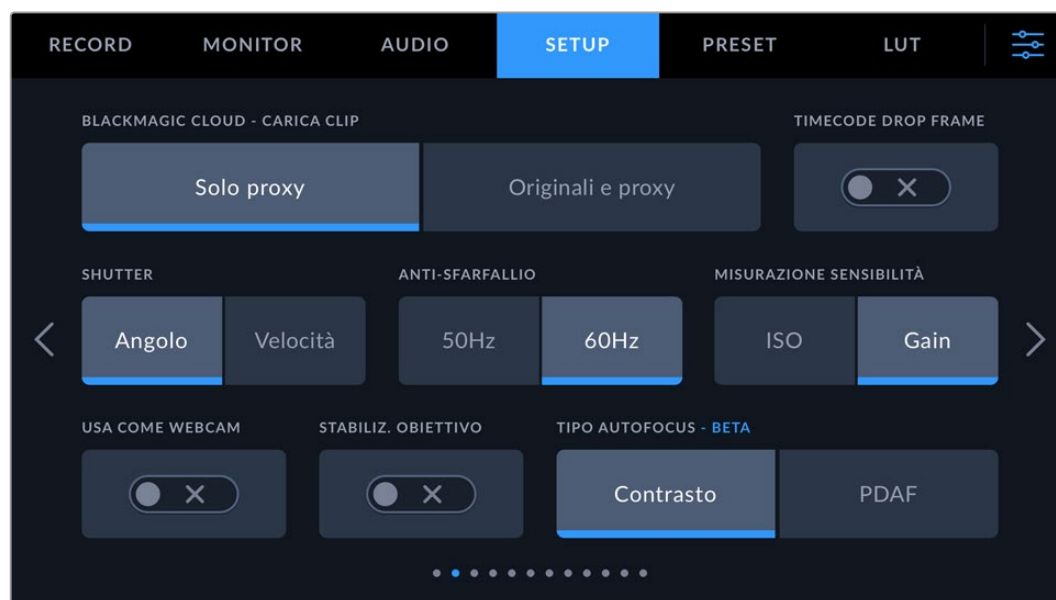 RECORD MONITOR AUDIO SETUP PRESET LUT
BLACKMAGIC CLOUD - CARICA CLIP TIMECODE DROP FRAME
Solo proxy Originali e proxy
SHUTTER ANTI-SFARFALLIO MISURAZIONE SENSIBILITÀ
Angolo Velocità 50Hz 60Hz ISO Gain
USA COME WEBCAM STABILIZ. OBIETTIVO TIPO AUTOFOCUS - BETA
Contrasto PDAF